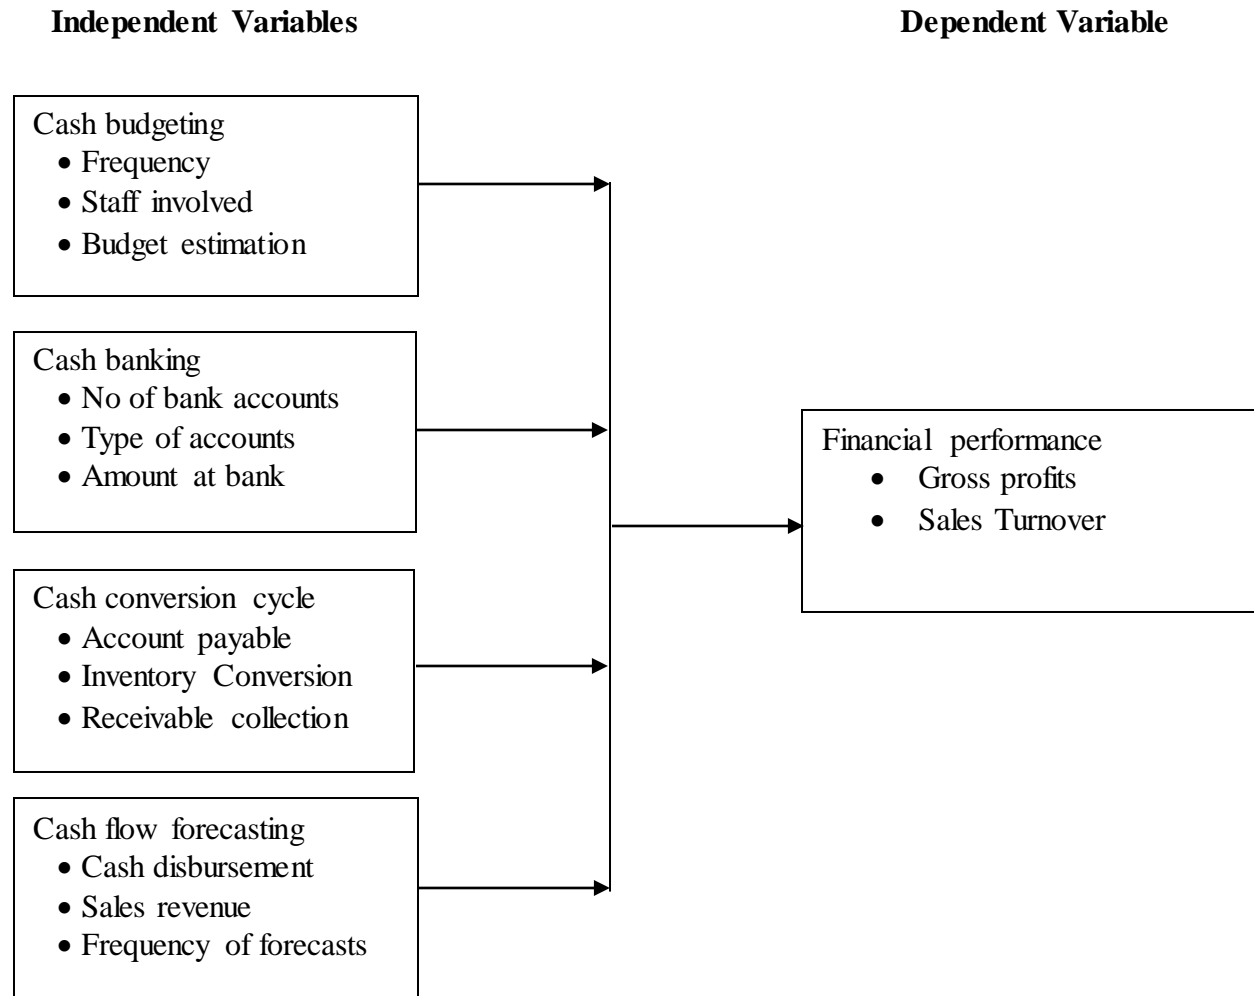 Independent Variables
Dependent Variable
Cash budgeting
• Frequency
• Staff involved
• Budget estimation
Cash banking
• No of bank accounts
• Type of accounts
• Amount at bank
Cash conversion cycle
• Account payable
• Inventory Conversion
• Receivable collection
Cash flow forecasting
• Cash disbursement
• Sales revenue
• Frequency of forecasts
Financial performance
• Gross profits
• Sales Turnover